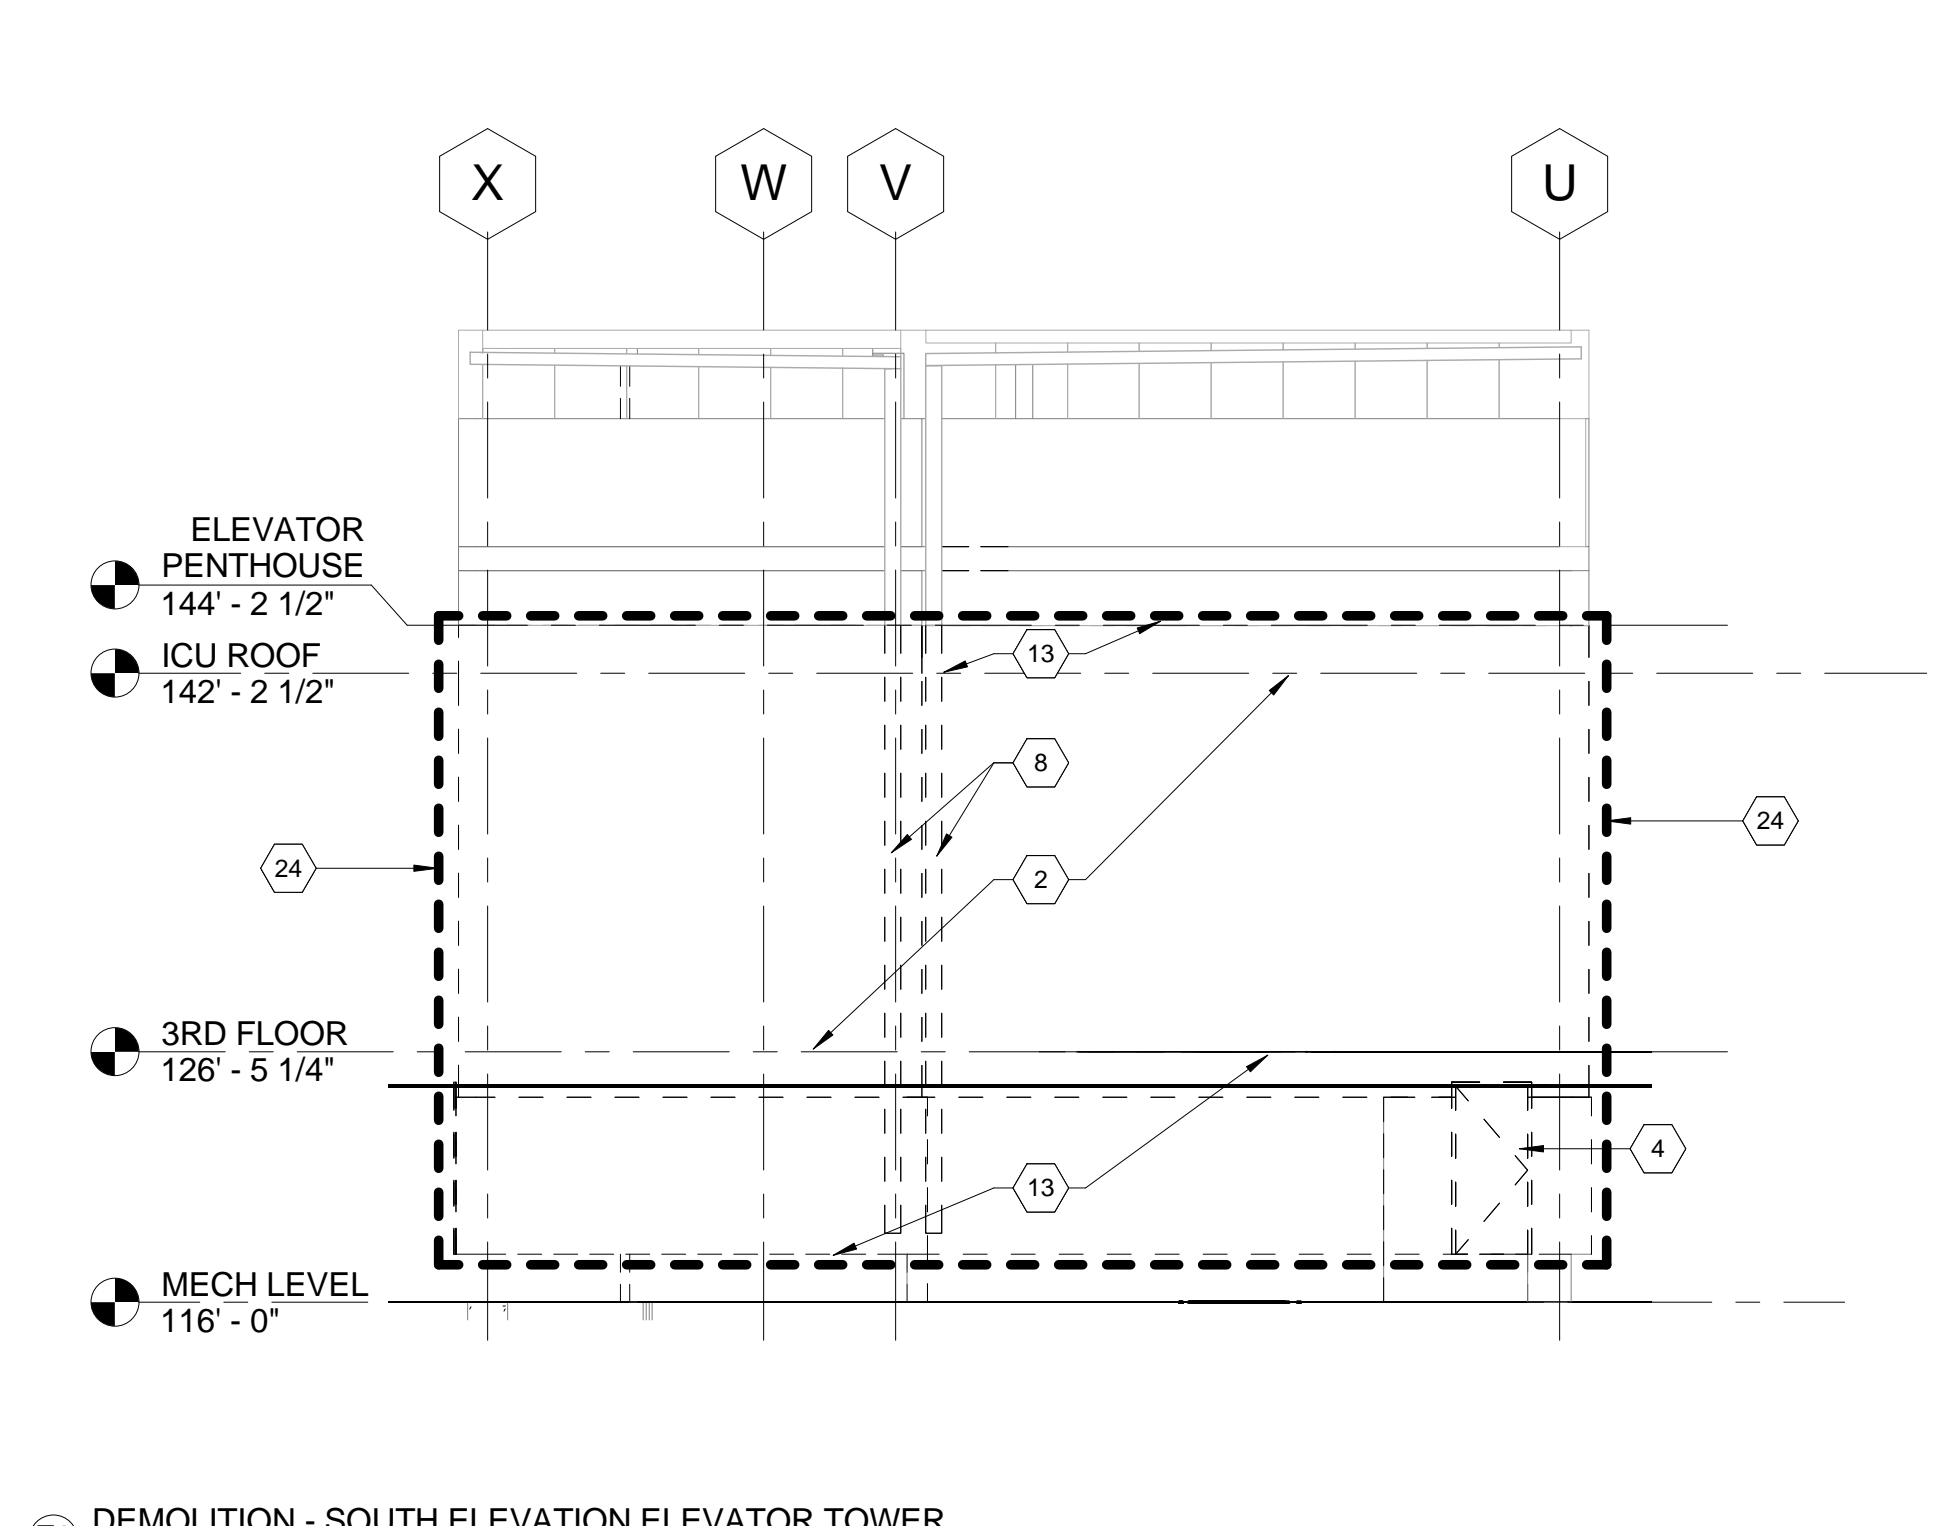 X W V U
ELEVATOR
PENTHOUSE
144' - 2 1/2"
13
ICU ROOF
142' - 2 1/2"
8
24
24
2
3RD FLOOR
126' - 5 1/4"
4
13
MECH LEVEL
116' - 0"
DEMOLITION - SOUTH ELEVATION ELEVATOR TOWER